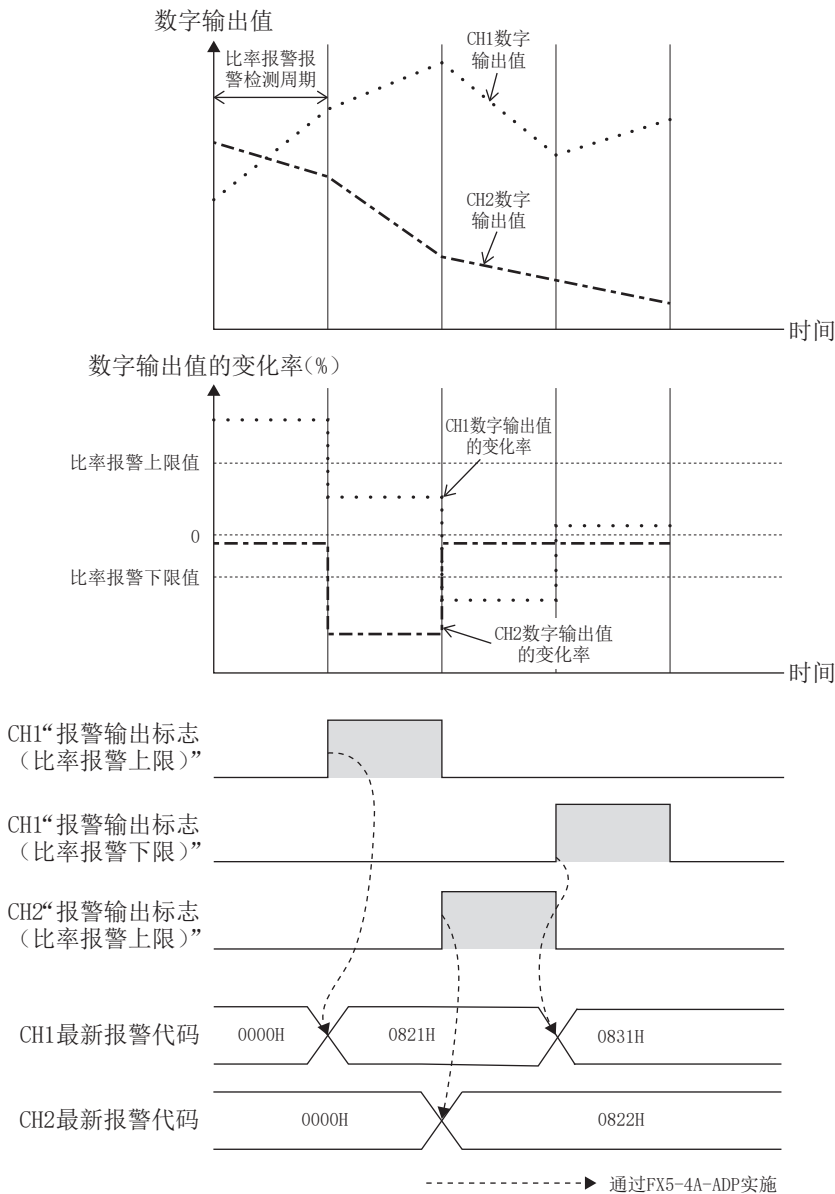 数字输出值
比率报警报
警检测周期
CH1数字
输出值
CH2数字
输出值
时间
数字输出值的变化率(%)
CH1数字输出值
的变化率
比率报警上限值
0
比率报警下限值
CH2数字输出值
的变化率
时间
CH1“报警输出标志
（比率报警上限）”
CH1“报警输出标志
（比率报警下限）”
CH2“报警输出标志
（比率报警上限）”
CH1最新报警代码
0000H
0821H
0831H
CH2最新报警代码
0000H
0822H
通过FX5-4A-ADP实施